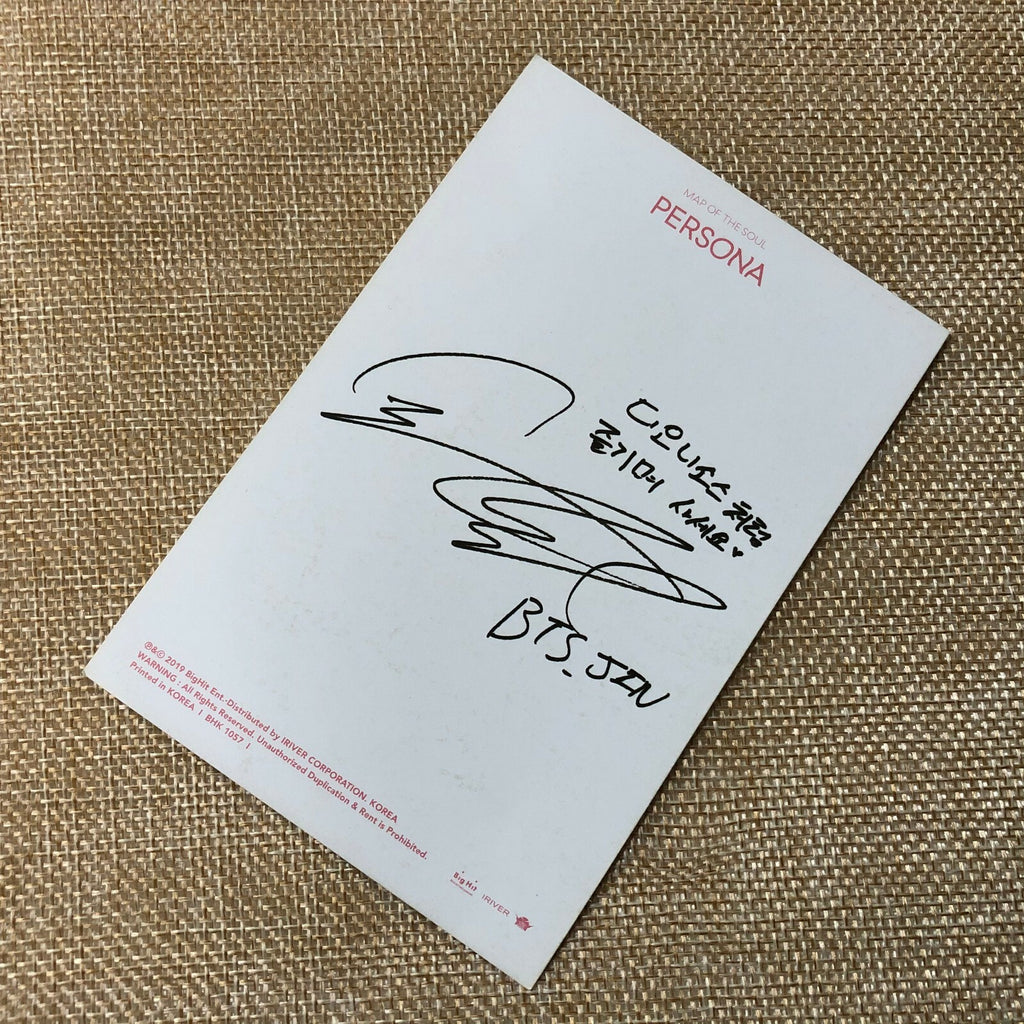 MAP OF THE SOUL
PERSONA
디오니소스 처럼
즐기며 사세요♥
BTS_JIN
℗&© 2019 BigHit Ent.·Distributed by IRIVER CORPORATION. KOREA
WARNING : All Rights Reserved. Unauthorized Duplication & Rent is Prohibited.
Printed in KOREA | BHK 1057 |
BigHit
IRIVER